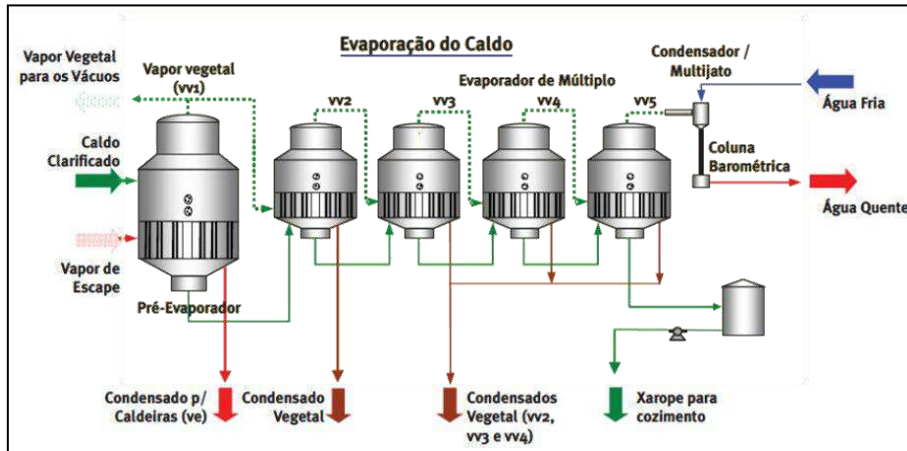 Evaporação do Caldo
Vapor Vegetal
para os Vácuos
Vapor vegetal
(vv1)
vv2
vv3
Evaporador de Múltiplo
vv4
vv5
Condensador /
Multijato
Água Fria
Caldo
Clarificado
Coluna
Barométrica
Água Quente
Vapor de
Escape
Pré-Evaporador
Condensado p/
Caldeiras (ve)
Condensado
Vegetal
Condensados
Vegetal (vv2,
vv3 e vv4)
Xarope para
cozimento